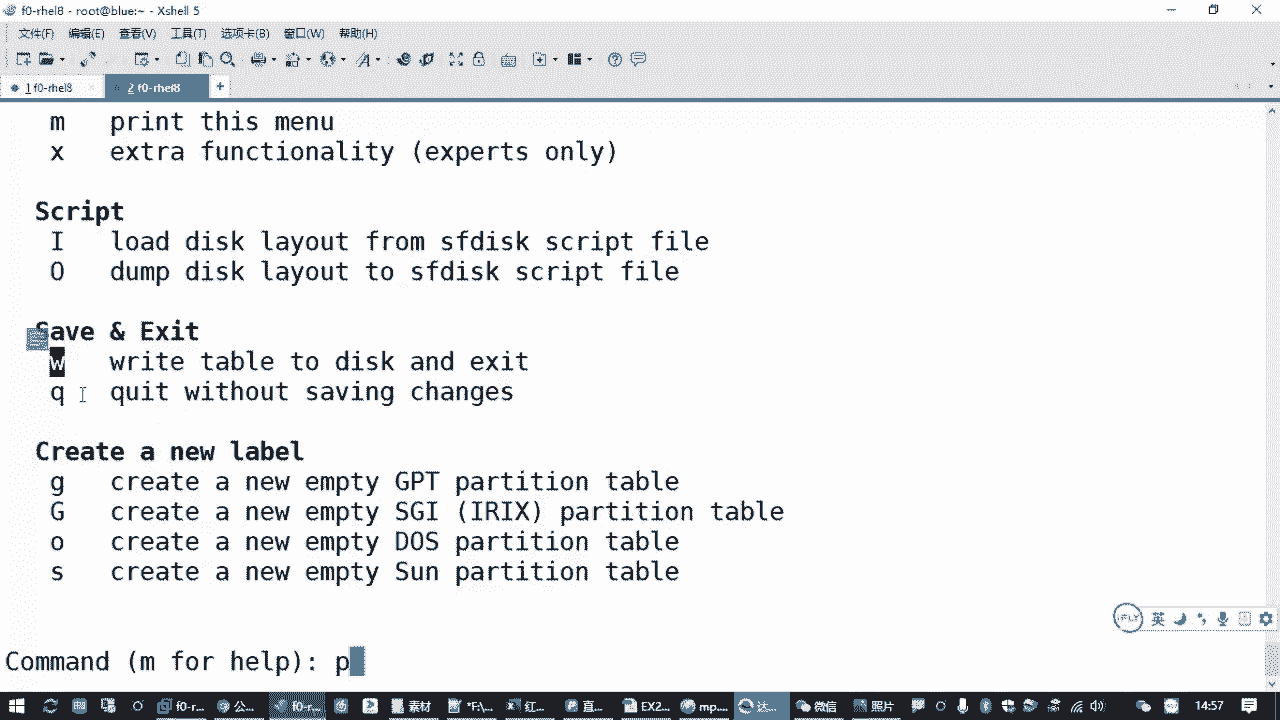 f0-rhel8 - root@blue:~ - Xshell 5
文件(F) 编辑(E) 查看(V) 工具(T) 选项卡(B) 窗口(W) 帮助(H)
1 f0-rhel8 × 2 f0-rhel8 +
m print this menu
x extra functionality (experts only)
Script
I load disk layout from sfdisk script file
O dump disk layout to sfdisk script file
Save & Exit
w write table to disk and exit
q quit without saving changes
Create a new label
g create a new empty GPT partition table
G create a new empty SGI (IRIX) partition table
o create a new empty DOS partition table
s create a new empty Sun partition table
iFLY 英
Command (m for help): p
f0-r... 公... f0-r... 素材 *F:\... 红... 直... EX2... mp... 达... 微信 照片 14:57